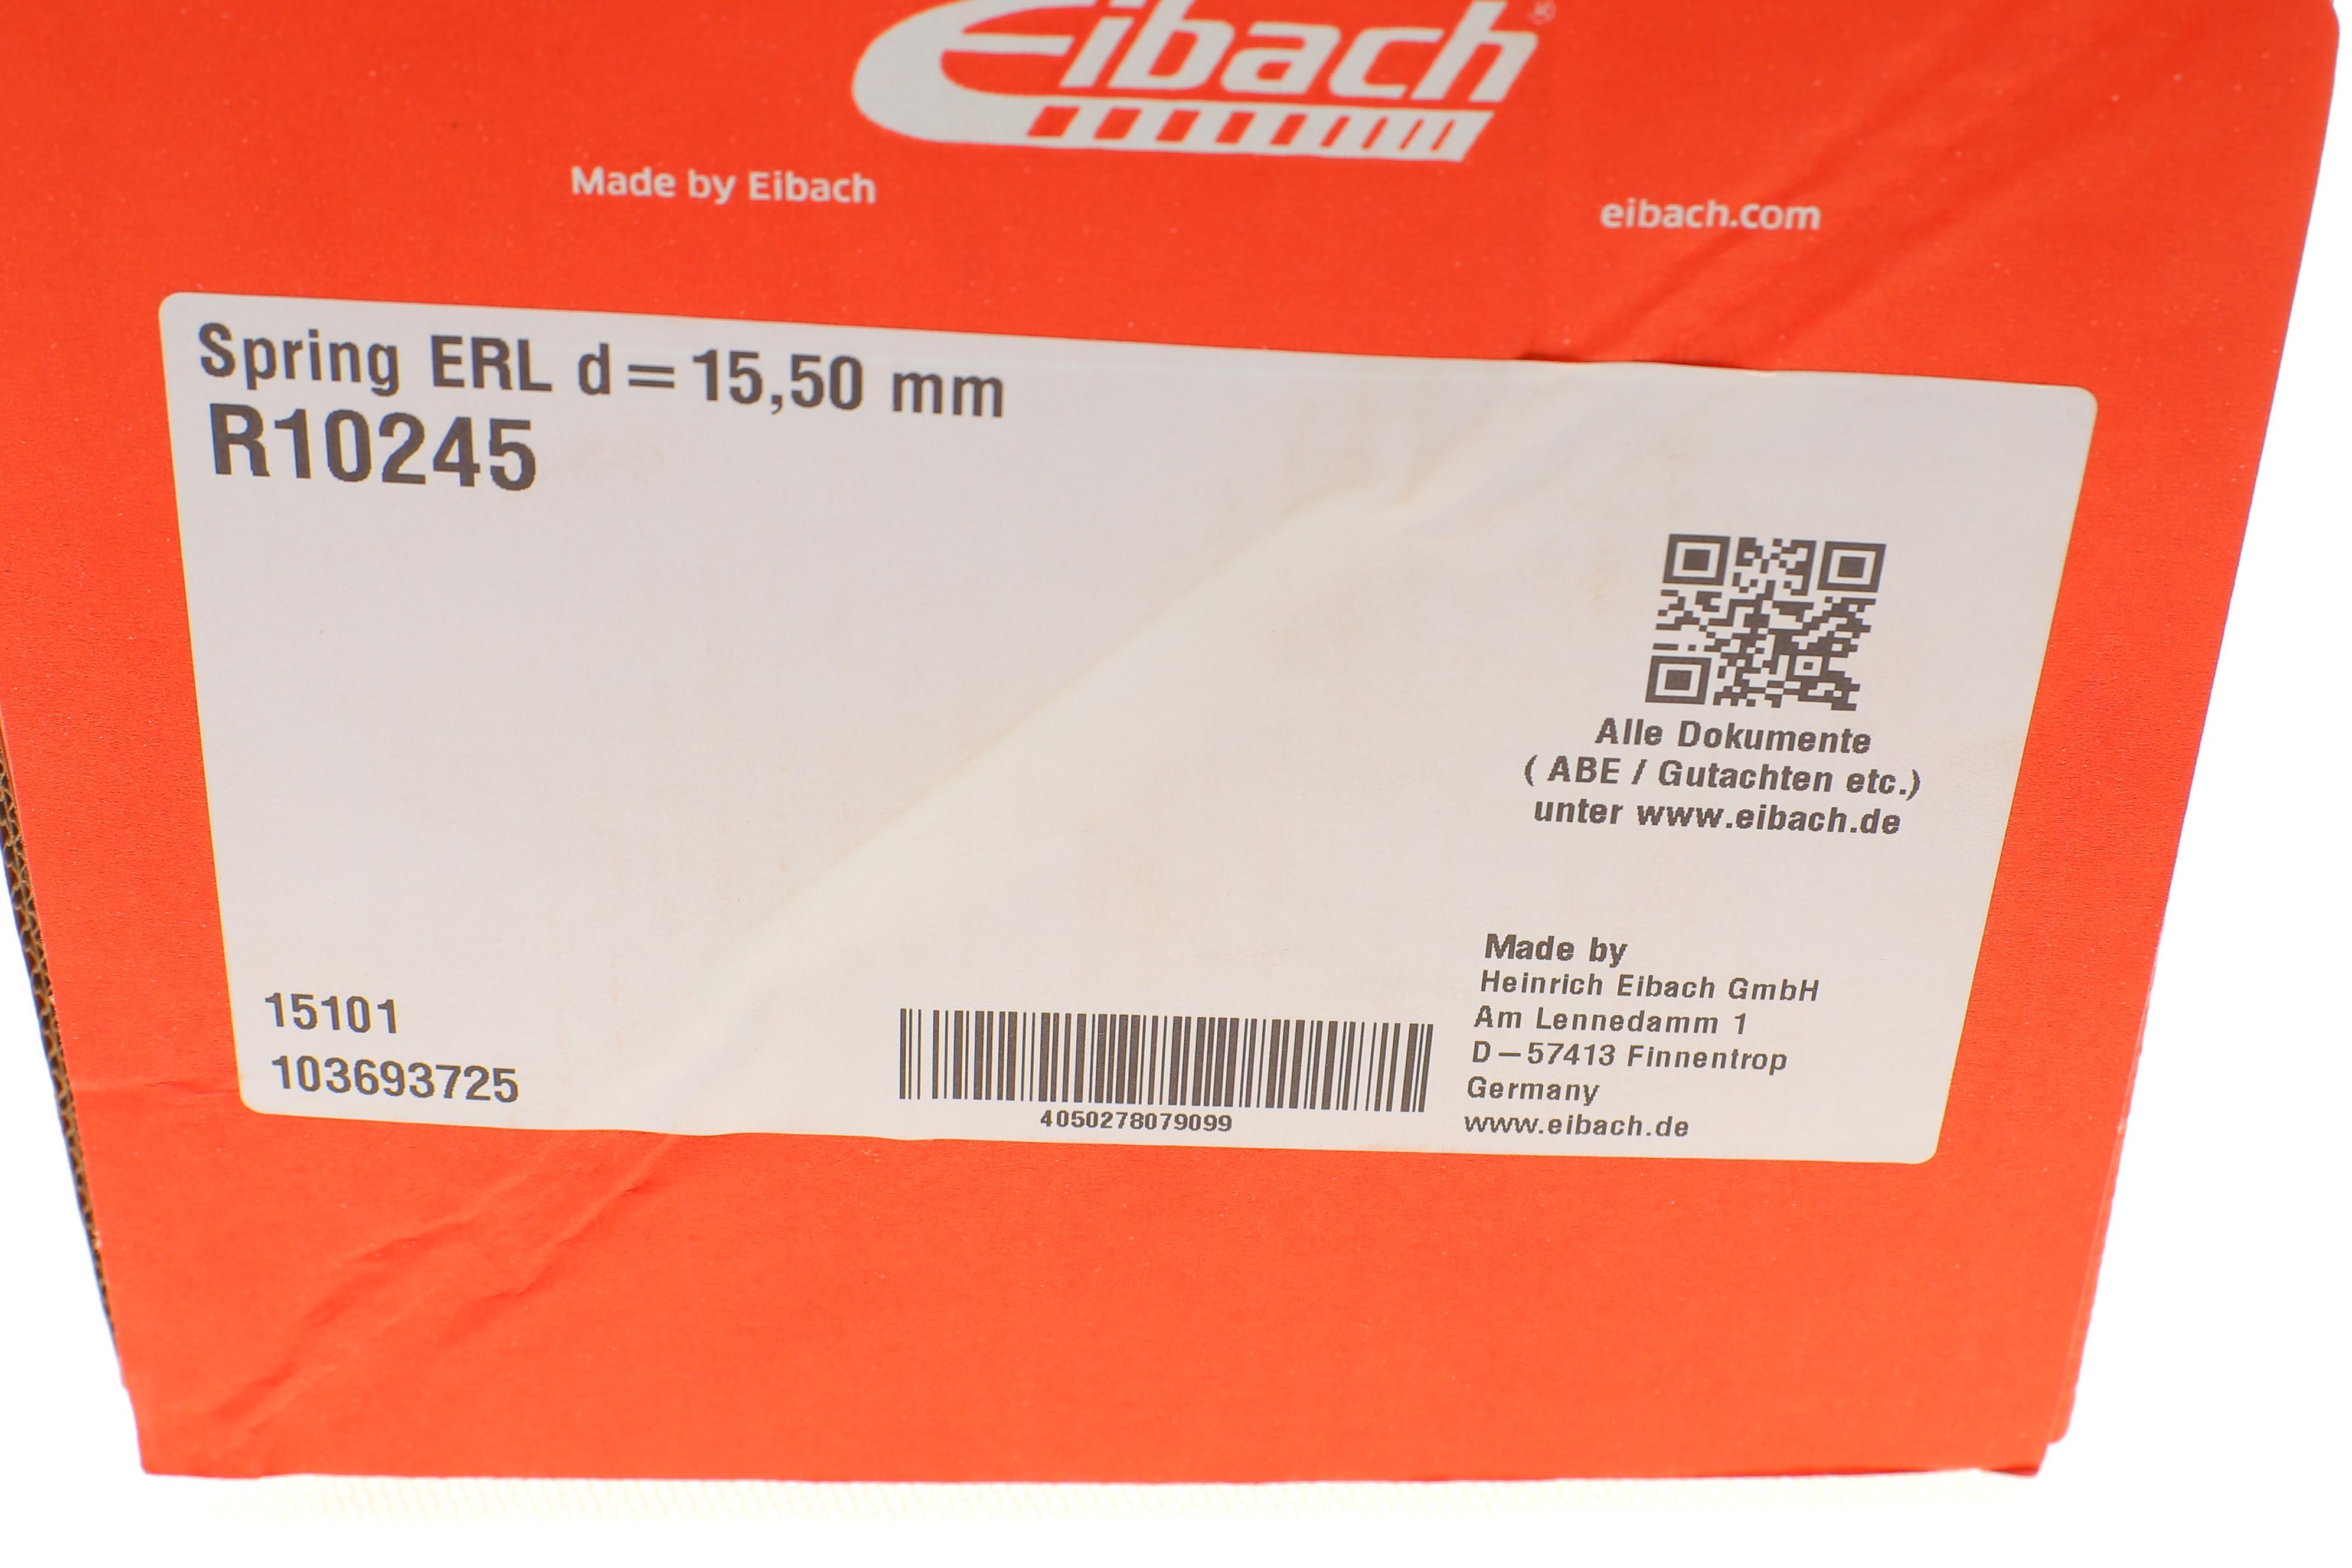 Eibach
Made by Eibach
eibach.com
Spring ERL d=15,50 mm
R10245
Alle Dokumente
( ABE / Gutachten etc.)
unter www.eibach.de
15101
103693725
4050278079099
Made by
Heinrich Eibach GmbH
Am Lennedamm 1
D-57413 Finnentrop
Germany
www.eibach.de